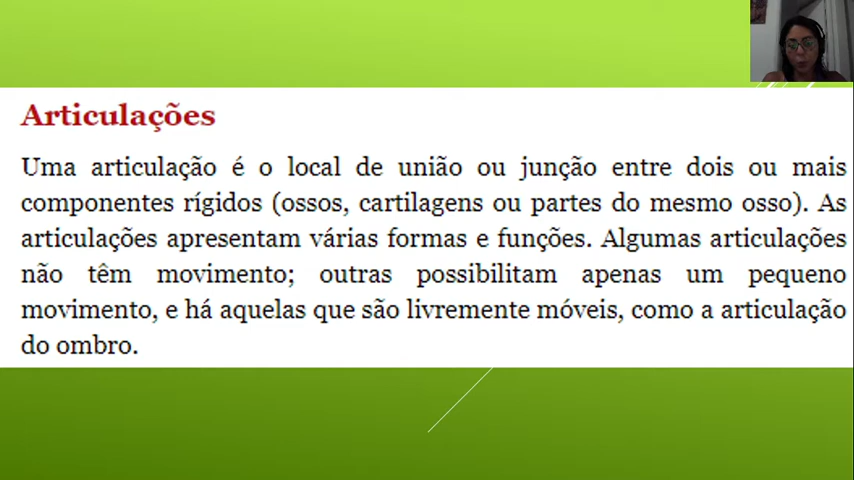 Articulações
Uma articulação é o local de união ou junção entre dois ou mais
componentes rígidos (ossos, cartilagens ou partes do mesmo osso). As
articulações apresentam várias formas e funções. Algumas articulações
não têm movimento; outras possibilitam apenas um pequeno
movimento, e há aquelas que são livremente móveis, como a articulação
do ombro.